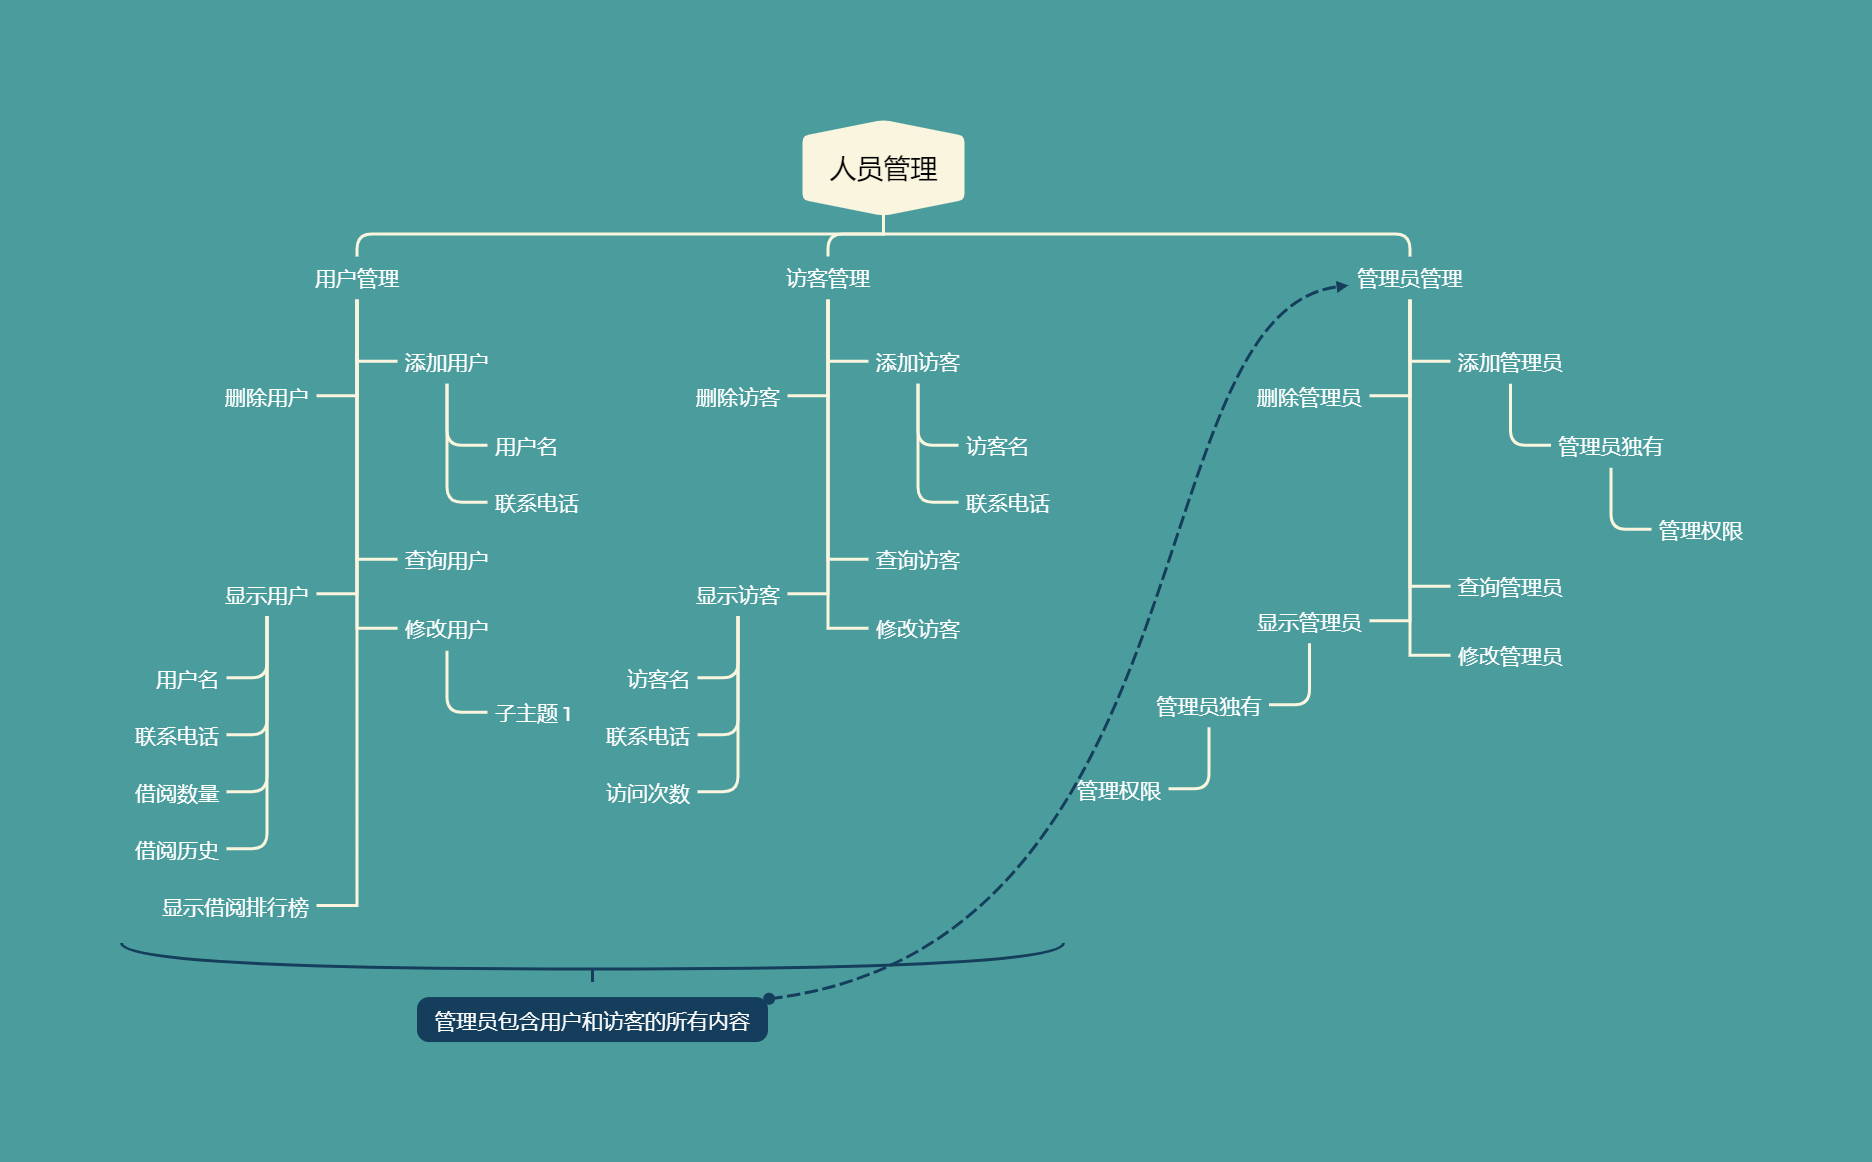 人员管理
用户管理
添加用户
删除用户
用户名
联系电话
查询用户
显示用户
修改用户
用户名
子主题 1
联系电话
借阅数量
借阅历史
显示借阅排行榜
访客管理
添加访客
删除访客
访客名
联系电话
查询访客
显示访客
修改访客
访客名
联系电话
访问次数
管理员管理
添加管理员
删除管理员
管理员独有
管理权限
查询管理员
显示管理员
修改管理员
管理员独有
管理权限
管理员包含用户和访客的所有内容